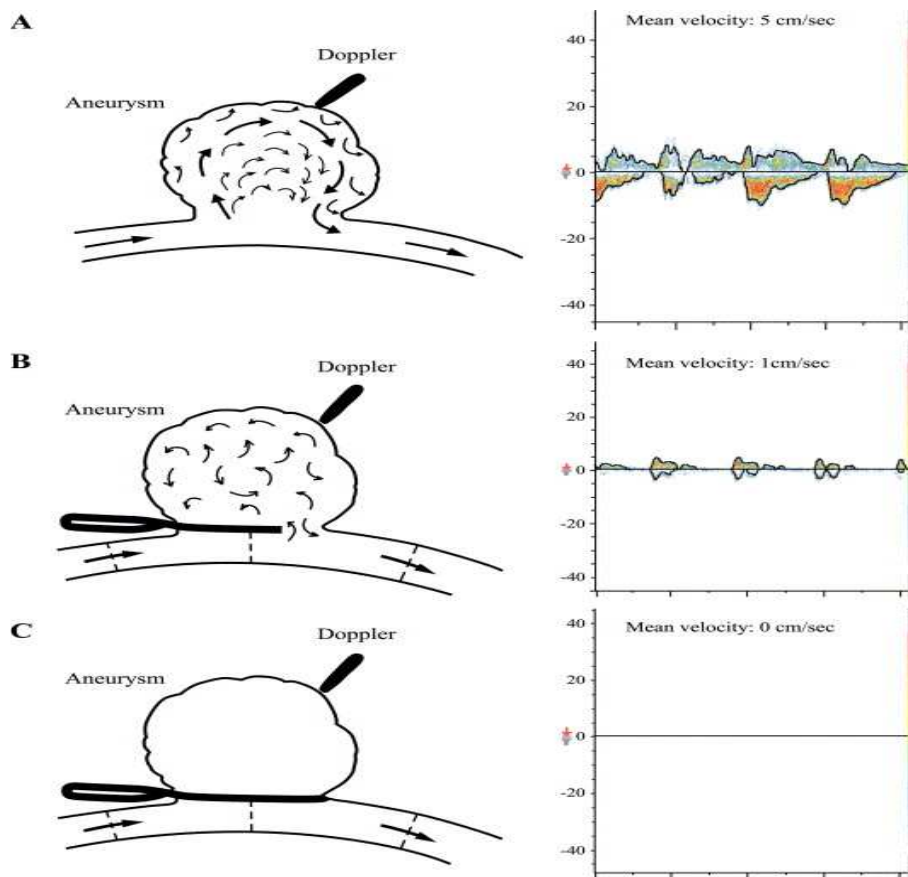 A
Doppler
Aneurysm
Mean velocity: 5 cm/sec
40
20
0
-20
-40
B
Doppler
Aneurysm
Mean velocity: 1cm/sec
40
20
0
-20
-40
C
Doppler
Aneurysm
Mean velocity: 0 cm/sec
40
20
0
-20
-40